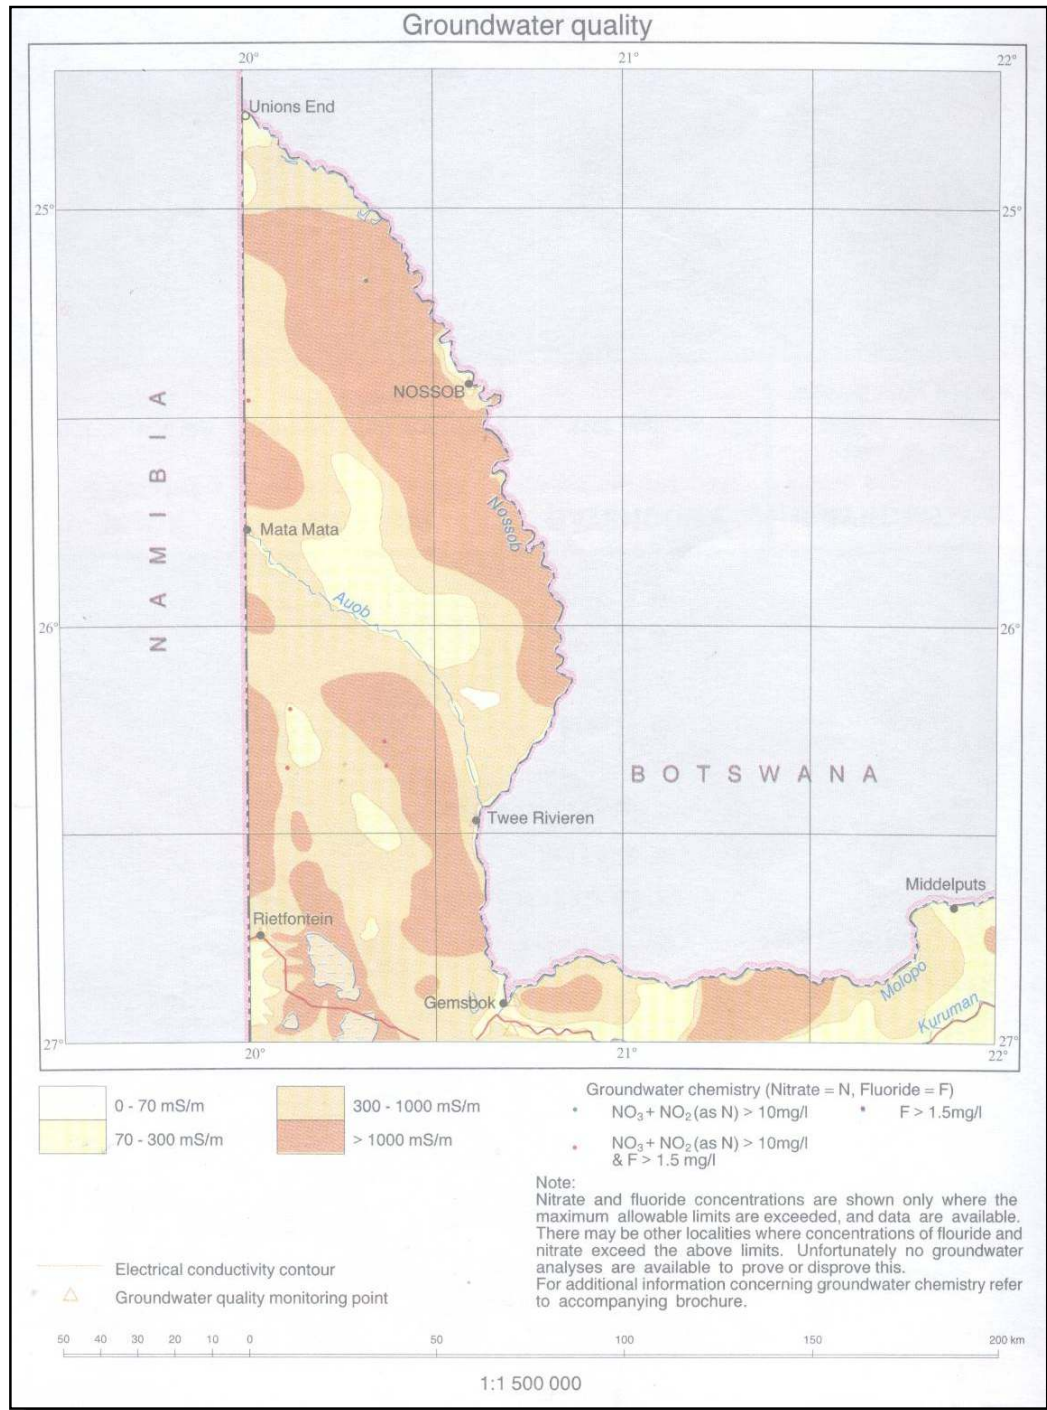 Groundwater quality
20°
21°
22°
Unions End
25°
25°
NOSSOB
Nossob
NAMIBIA
Mata Mata
Auob
26°
26°
BOTSWANA
Twee Rivieren
Middelputs
Rietfontein
Gemsbok
Molopo
Kuruman
27°
27°
20°
21°
22°
0 - 70 mS/m
70 - 300 mS/m
300 - 1000 mS/m
> 1000 mS/m
Groundwater chemistry (Nitrate = N, Fluoride = F)
NO3 + NO2 (as N) > 10mg/l
F > 1.5mg/l
NO3 + NO2 (as N) > 10mg/l
& F > 1.5 mg/l
Note:
Nitrate and fluoride concentrations are shown only where the
maximum allowable limits are exceeded, and data are available.
There may be other localities where concentrations of flouride and
nitrate exceed the above limits. Unfortunately no groundwater
analyses are available to prove or disprove this.
For additional information concerning groundwater chemistry refer
to accompanying brochure.
Electrical conductivity contour
Groundwater quality monitoring point
50 40 30 20 10 0 50 100 150 200 km
1:1 500 000